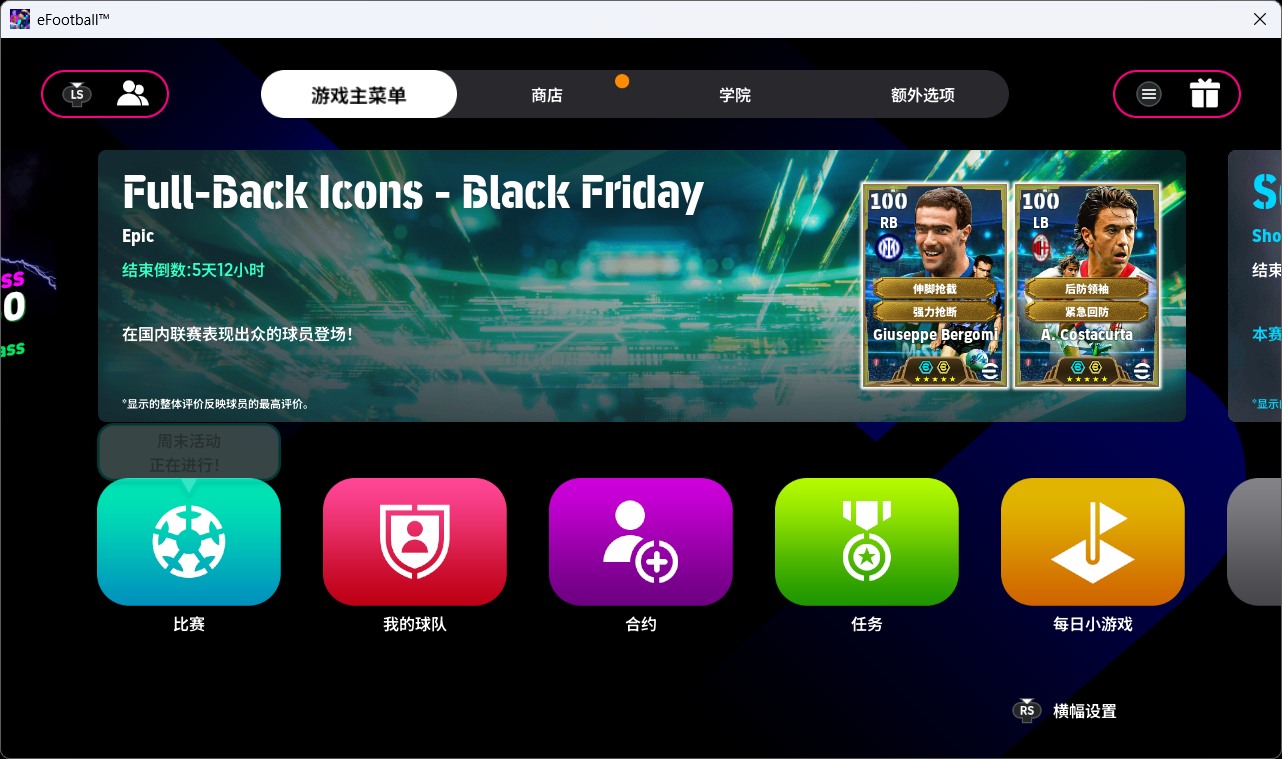 eFootball™
LS
游戏主菜单
商店
学院
额外选项
Full-Back Icons - Black Friday
Epic
结束倒数:5天12小时
在国内联赛表现出众的球员登场！
*显示的整体评价反映球员的最高评价。
100
RB
伸脚抢截
强力抢断
Giuseppe Bergomi
100
LB
后防领袖
紧急回防
A. Costacurta
ss
0
ass
Sho
结束
本赛
*显示
周末活动
正在进行！
比赛
我的球队
合约
任务
每日小游戏
RS
横幅设置